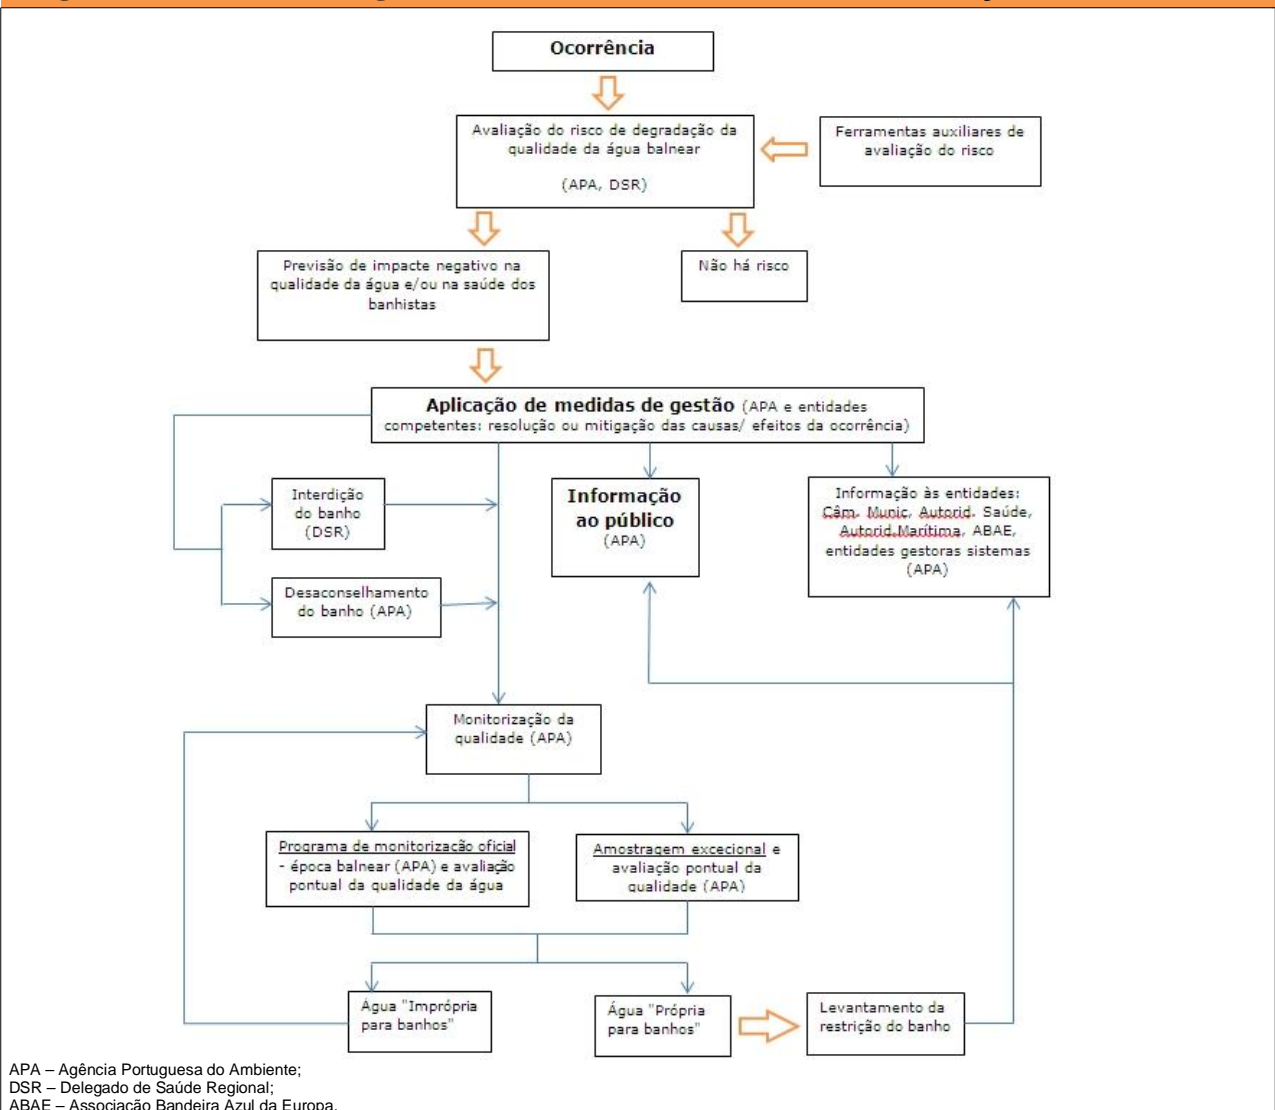 Ocorrência
Avaliação do risco de degradação da
qualidade da água balnear
(APA, DSR)
Ferramentas auxiliares de
avaliação do risco
Previsão de impacte negativo na
qualidade da água e/ou na saúde dos
banhistas
Não há risco
Aplicação de medidas de gestão (APA e entidades
competentes: resolução ou mitigação das causas/ efeitos da ocorrência)
Interdição
do banho
(DSR)
Informação
ao público
(APA)
Informação às entidades:
Câm. Munic, Autorid. Saúde,
Autorid.Marítima, ABAE,
entidades gestoras sistemas
(APA)
Desaconselhamento
do banho (APA)
Monitorização da
qualidade (APA)
Programa de monitorização oficial
- época balnear (APA) e avaliação
pontual da qualidade da água
Amostragem excecional e
avaliação pontual da
qualidade (APA)
Água "Imprópria
para banhos"
Água "Própria
para banhos"
Levantamento da
restrição do banho
APA – Agência Portuguesa do Ambiente;
DSR – Delegado de Saúde Regional;
ABAE – Associação Bandeira Azul da Europa.